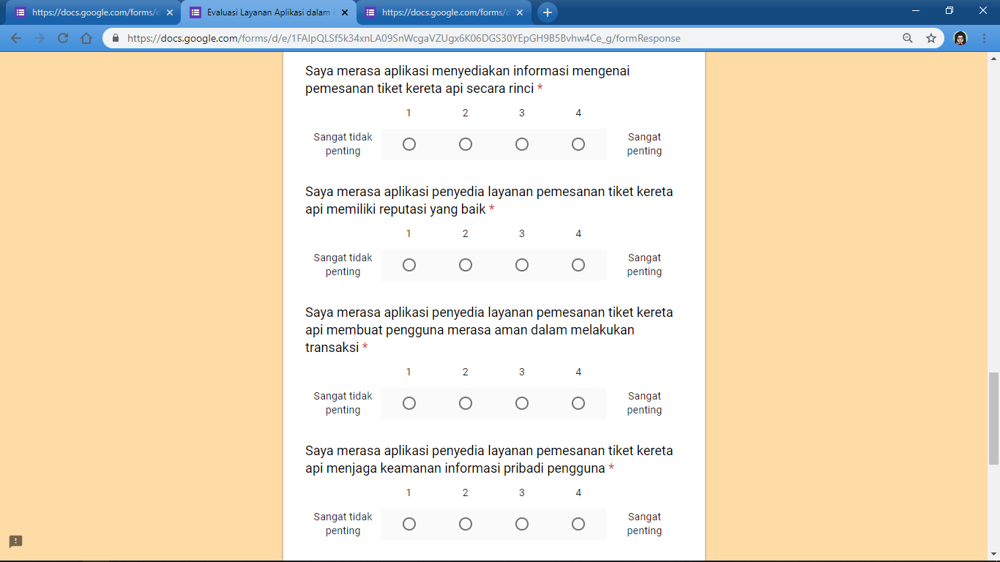 https://docs.google.com/forms/d
Evaluasi Layanan Aplikasi dalam
https://docs.google.com/forms/d
https://docs.google.com/forms/d/e/1FAIpQLSf5k34xnLA09SnWcgaVZUgx6K06DGS30YEpGH9B5Bvhw4Ce_g/formResponse
Saya merasa aplikasi menyediakan informasi mengenai
pemesanan tiket kereta api secara rinci *
1 2 3 4
Sangat tidak penting
Sangat penting
Saya merasa aplikasi penyedia layanan pemesanan tiket kereta
api memiliki reputasi yang baik *
1 2 3 4
Sangat tidak penting
Sangat penting
Saya merasa aplikasi penyedia layanan pemesanan tiket kereta
api membuat pengguna merasa aman dalam melakukan
transaksi *
1 2 3 4
Sangat tidak penting
Sangat penting
Saya merasa aplikasi penyedia layanan pemesanan tiket kereta
api menjaga keamanan informasi pribadi pengguna *
1 2 3 4
Sangat tidak penting
Sangat penting